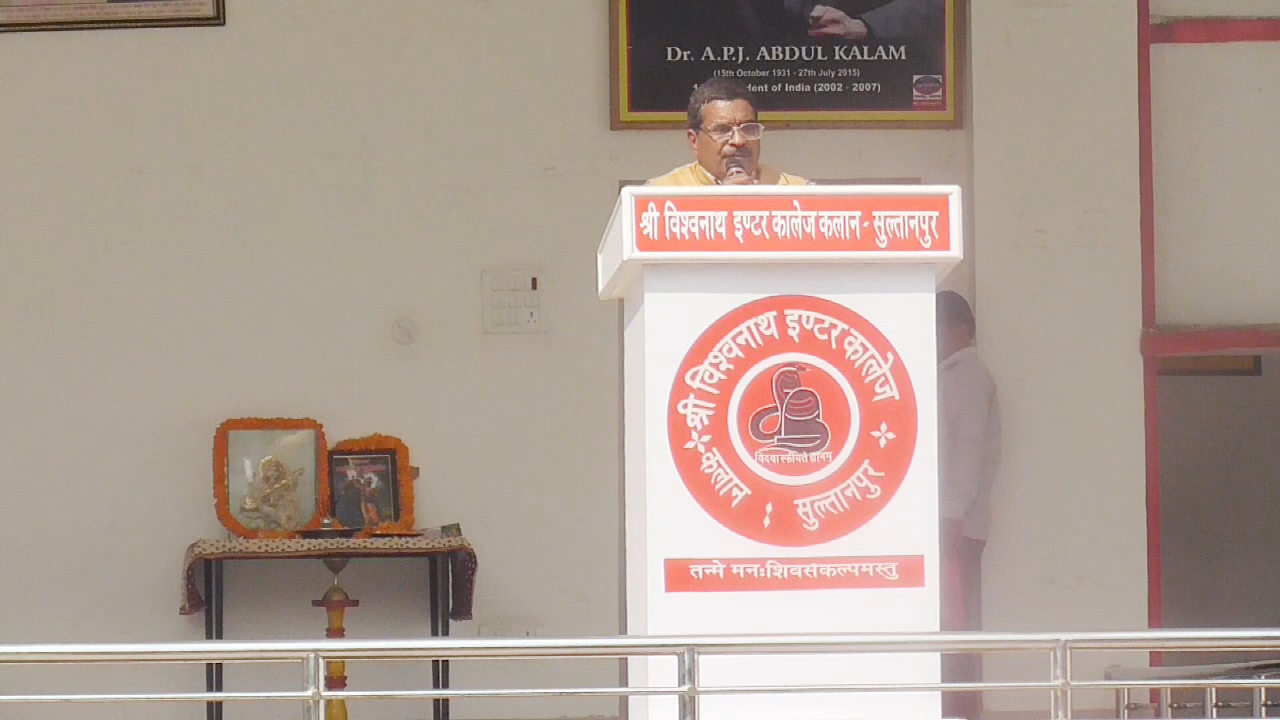 Dr. A.P.J. ABDUL KALAM
(15th October 1931 - 27th July 2015)
dent of India (2002 - 2007)
श्री विश्वनाथ इण्टर कालेज कलान - सुल्तानपुर
श्री विश्वनाथ इण्टर कालेज
कलान
सुल्तानपुर
तन्मे मनःशिवसंकल्पमस्तु